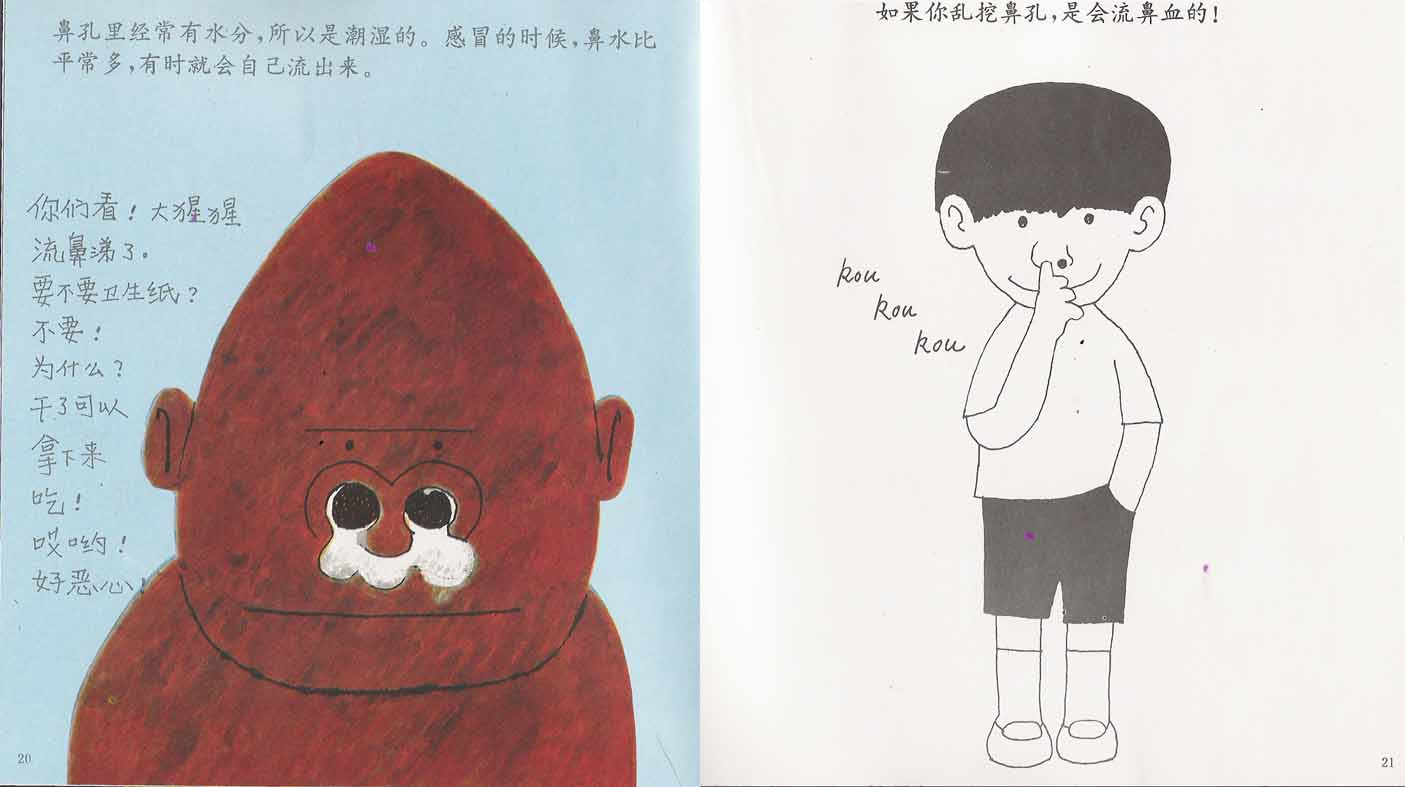 鼻孔里经常有水分，所以是潮湿的。感冒的时候，鼻水比
平常多，有时就会自己流出来。
你们看！大猩猩
流鼻涕了。
要不要卫生纸？
不要！
为什么？
干了可以
拿下来
吃！
哎哟！
好恶心！
20
如果你乱挖鼻孔，是会流鼻血的！
kou
kou
kou
21